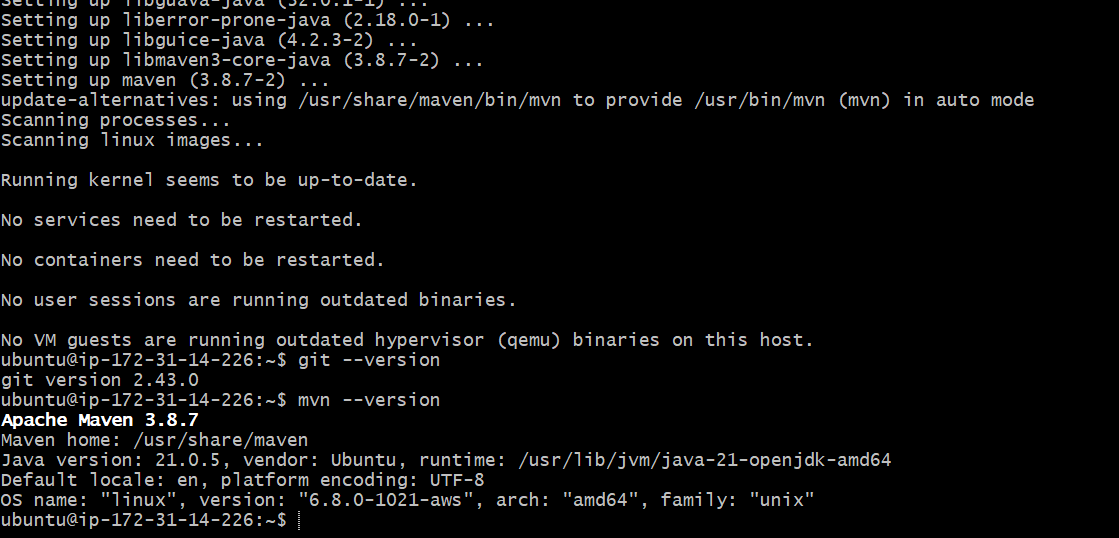 Setting up libguava-java (32.0.1-1) ...
Setting up liberror-prone-java (2.18.0-1) ...
Setting up libguice-java (4.2.3-2) ...
Setting up libmaven3-core-java (3.8.7-2) ...
Setting up maven (3.8.7-2) ...
update-alternatives: using /usr/share/maven/bin/mvn to provide /usr/bin/mvn (mvn) in auto mode
Scanning processes...
Scanning linux images...
Running kernel seems to be up-to-date.
No services need to be restarted.
No containers need to be restarted.
No user sessions are running outdated binaries.
No VM guests are running outdated hypervisor (qemu) binaries on this host.
ubuntu@ip-172-31-14-226:~$ git --version
git version 2.43.0
ubuntu@ip-172-31-14-226:~$ mvn --version
Apache Maven 3.8.7
Maven home: /usr/share/maven
Java version: 21.0.5, vendor: Ubuntu, runtime: /usr/lib/jvm/java-21-openjdk-amd64
Default locale: en, platform encoding: UTF-8
OS name: "linux", version: "6.8.0-1021-aws", arch: "amd64", family: "unix"
ubuntu@ip-172-31-14-226:~$